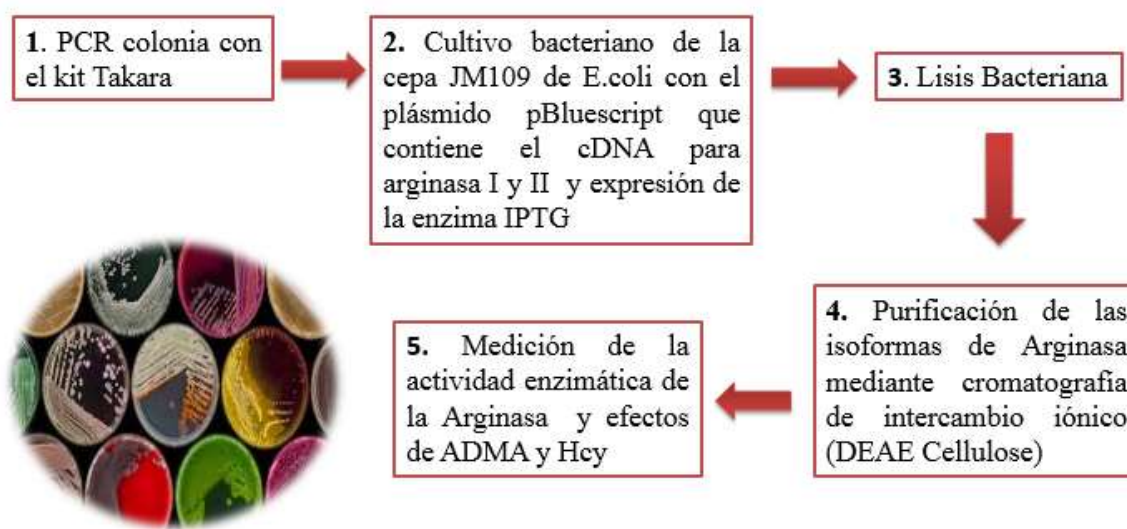 1. PCR colonia con
el kit Takara
2. Cultivo bacteriano de la
cepa JM109 de E.coli con el
plásmido pBluescript que
contiene el cDNA para
arginasa I y II y expresión de
la enzima IPTG
3. Lisis Bacteriana
4. Purificación de las
isoformas de Arginasa
mediante cromatografía
de intercambio iónico
(DEAE Cellulose)
5. Medición de la
actividad enzimática de
la Arginasa y efectos
de ADMA y Hcy